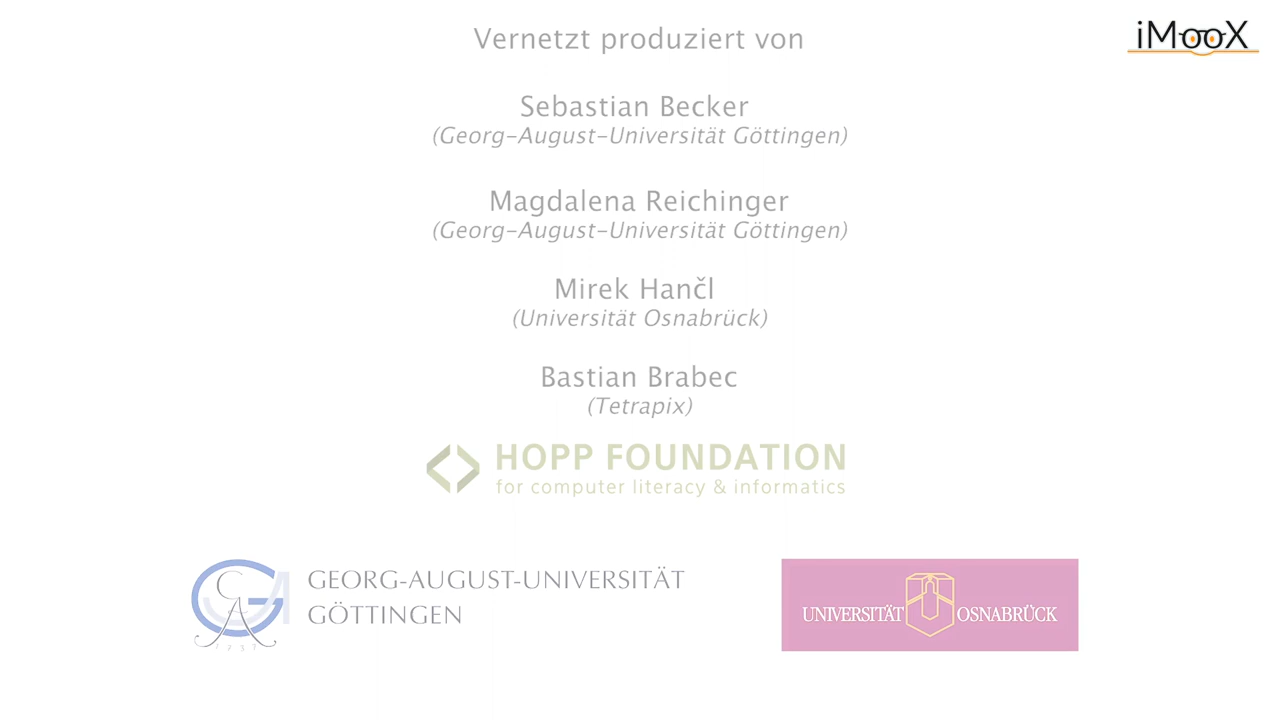 iMooX
Vernetzt produziert von
Sebastian Becker
(Georg-August-Universität Göttingen)
Magdalena Reichinger
(Georg-August-Universität Göttingen)
Mirek Hančl
(Universität Osnabrück)
Bastian Brabec
(Tetrapix)
HOPP FOUNDATION
for computer literacy & informatics
GEORG-AUGUST-UNIVERSITÄT
GÖTTINGEN
1237
UNIVERSITÄT OSNABRÜCK